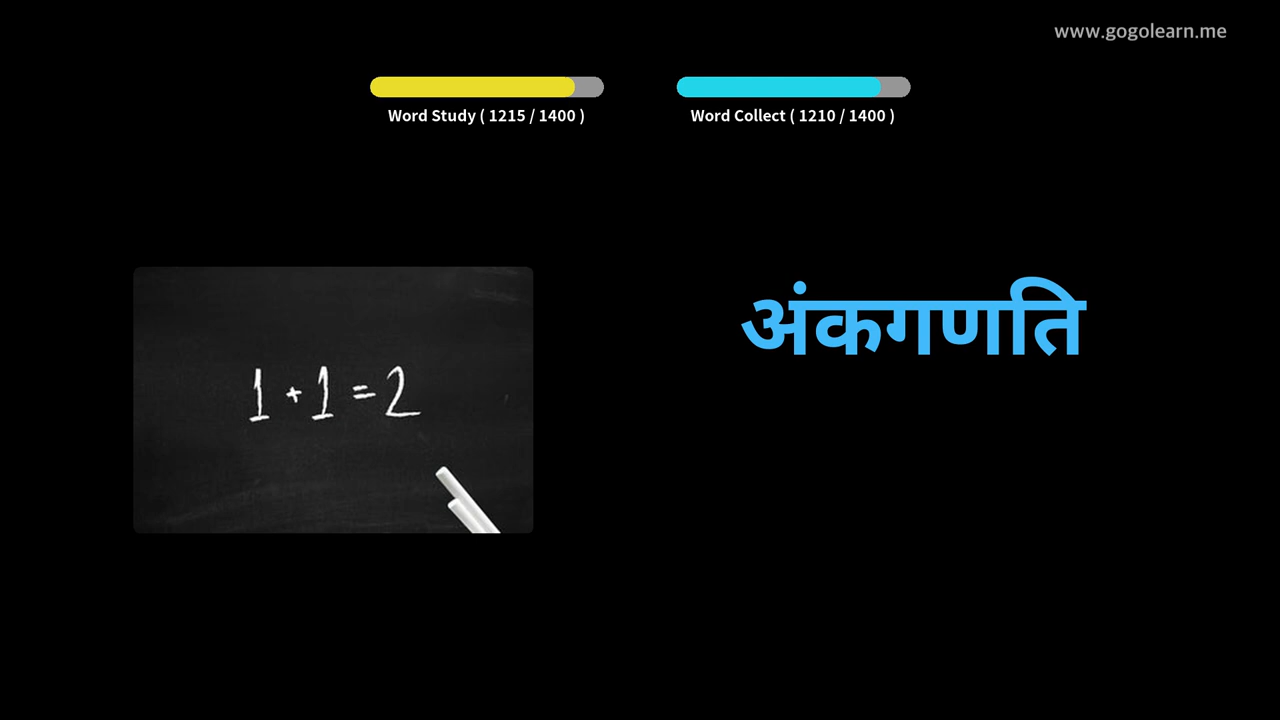 www.gogolearn.me
Word Study ( 1215 / 1400 )
Word Collect ( 1210 / 1400 )
अंकगणति
1 + 1 = 2